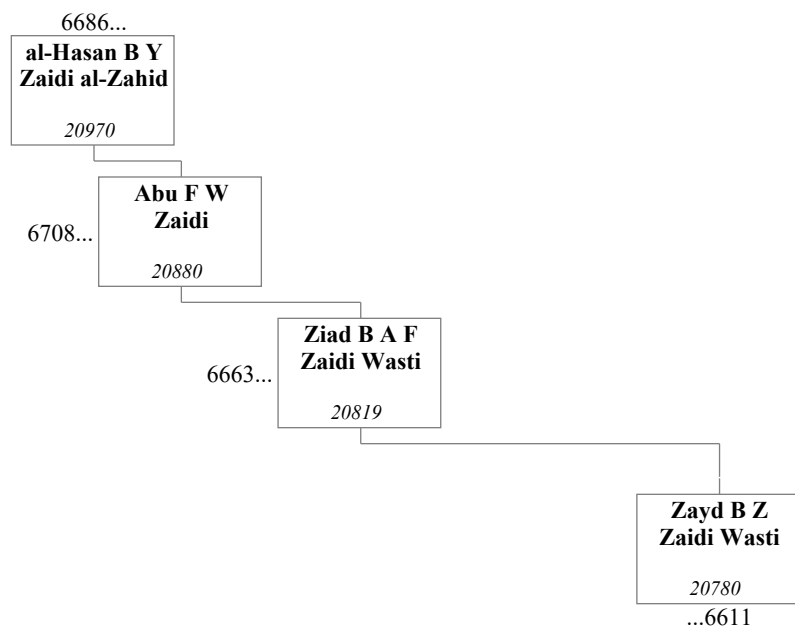 6686...
al-Hasan B Y
Zaidi al-Zahid
20970
Abu F W
Zaidi
6708...
20880
Ziad B A F
Zaidi Wasti
6663...
20819
Zayd B Z
Zaidi Wasti
20780
...6611